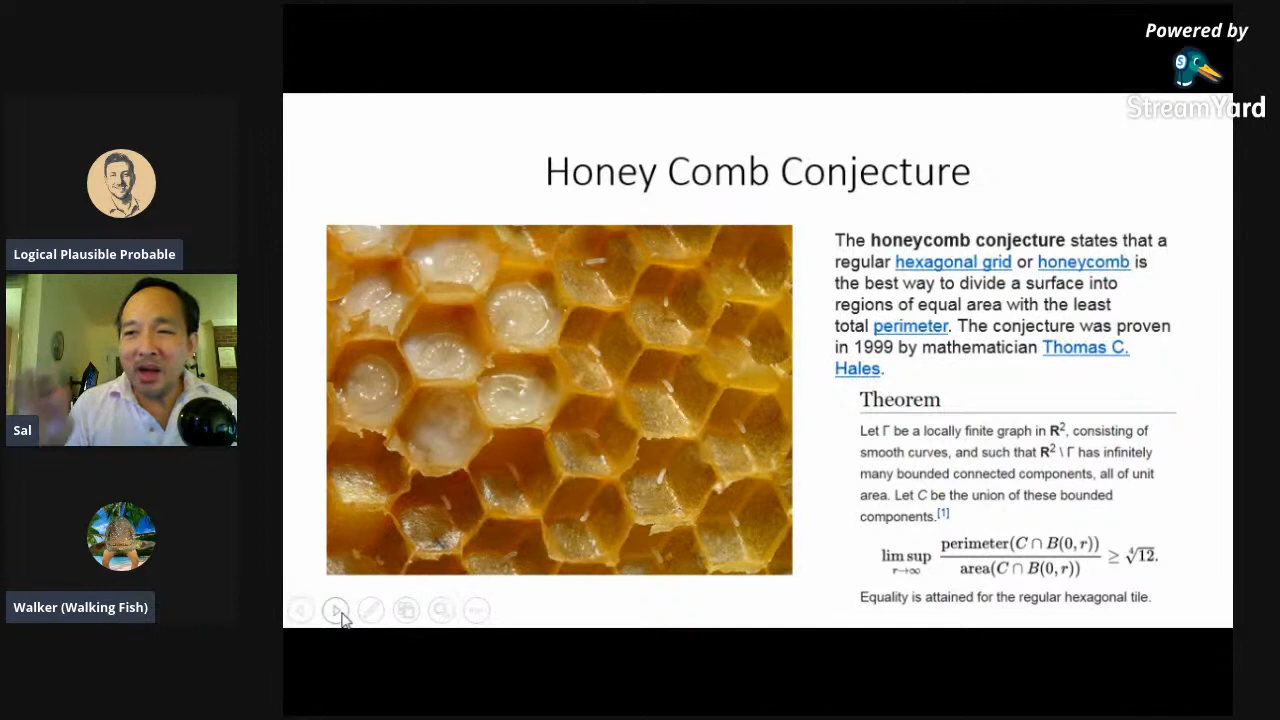 Powered by
StreamYard
Logical Plausible Probable
Sal
Walker (Walking Fish)
Honey Comb Conjecture
The honeycomb conjecture states that a
regular hexagonal grid or honeycomb is
the best way to divide a surface into
regions of equal area with the least
total perimeter. The conjecture was proven
in 1999 by mathematician Thomas C.
Hales.
Theorem
Let Γ be a locally finite graph in R², consisting of
smooth curves, and such that R² \ Γ has infinitely
many bounded connected components, all of unit
area. Let C be the union of these bounded
components.[1]
lim sup r→∞ perimeter(C ∩ B(0, r)) / area(C ∩ B(0, r)) ≥ ∜12.
Equality is attained for the regular hexagonal tile.